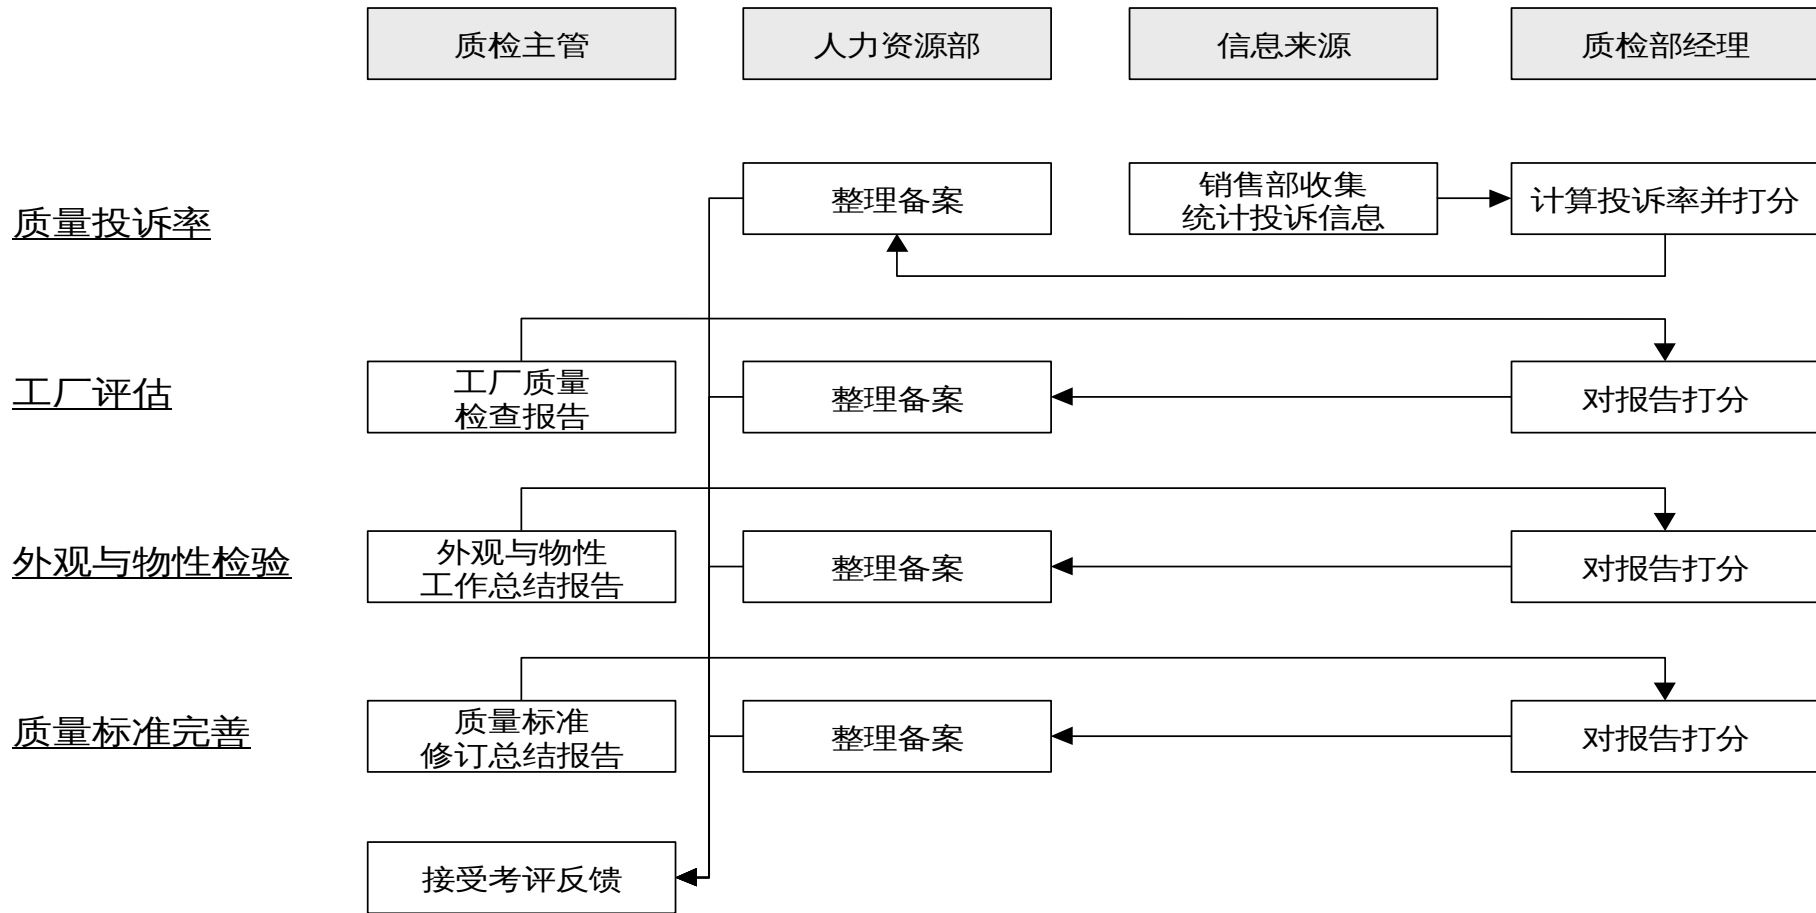 质检主管
人力资源部
信息来源
质检部经理
质量投诉率
整理备案
销售部收集
统计投诉信息
计算投诉率并打分
工厂评估
工厂质量
检查报告
整理备案
对报告打分
外观与物性检验
外观与物性
工作总结报告
整理备案
对报告打分
质量标准完善
质量标准
修订总结报告
整理备案
对报告打分
接受考评反馈